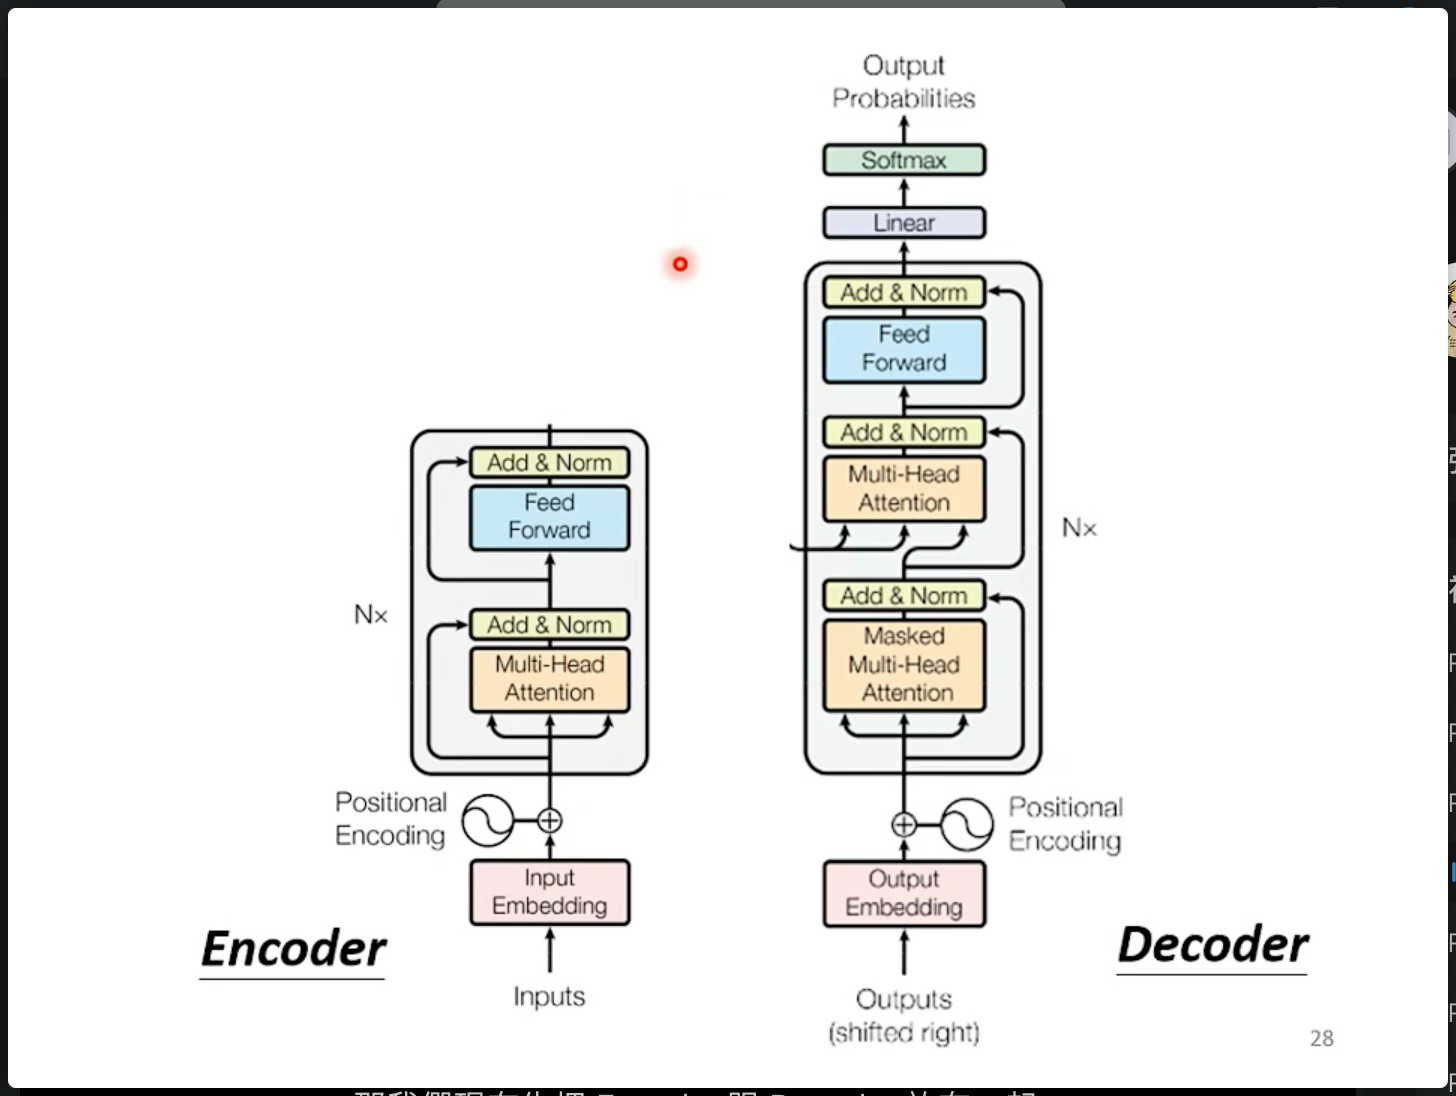 Output
Probabilities
Softmax
Linear
Add & Norm
Feed
Forward
Add & Norm
Multi-Head
Attention
Nx
Add & Norm
Masked
Multi-Head
Attention
Positional
Encoding
Output
Embedding
Outputs
(shifted right)
Decoder
Add & Norm
Feed
Forward
Nx
Add & Norm
Multi-Head
Attention
Positional
Encoding
Input
Embedding
Inputs
Encoder
28